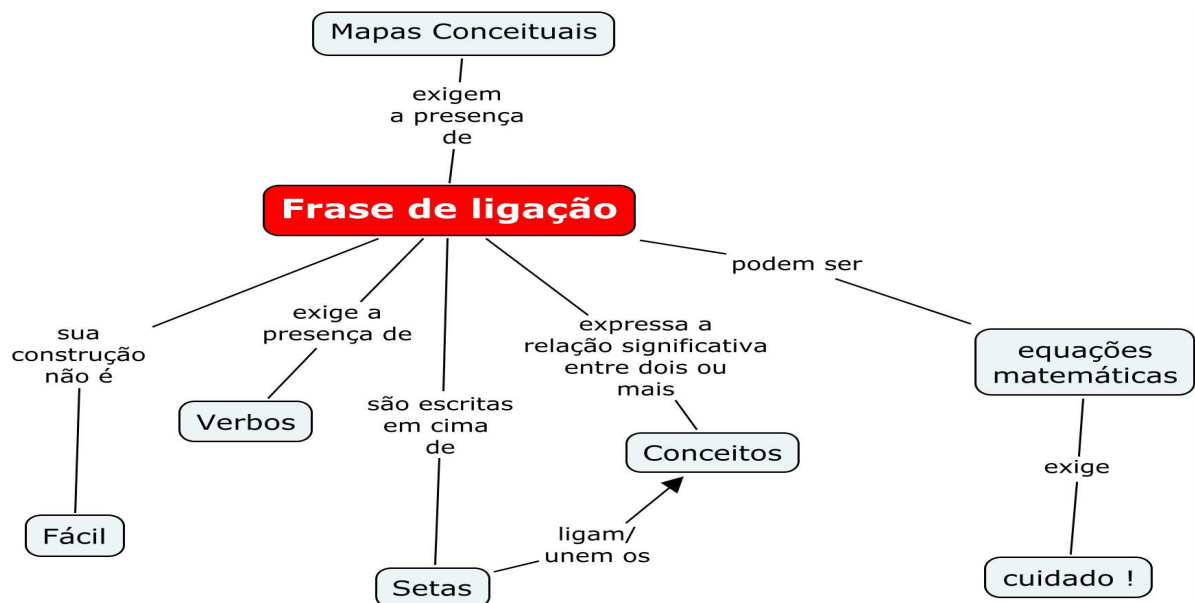 Mapas Conceituais
exigem
a presença
de
Frase de ligação
podem ser
sua
construção
não é
exige a
presença de
expressa a
relação significativa
entre dois ou
mais
equações
matemáticas
Verbos
são escritas
em cima
de
Conceitos
exige
Fácil
ligam/
unem os
Setas
cuidado !